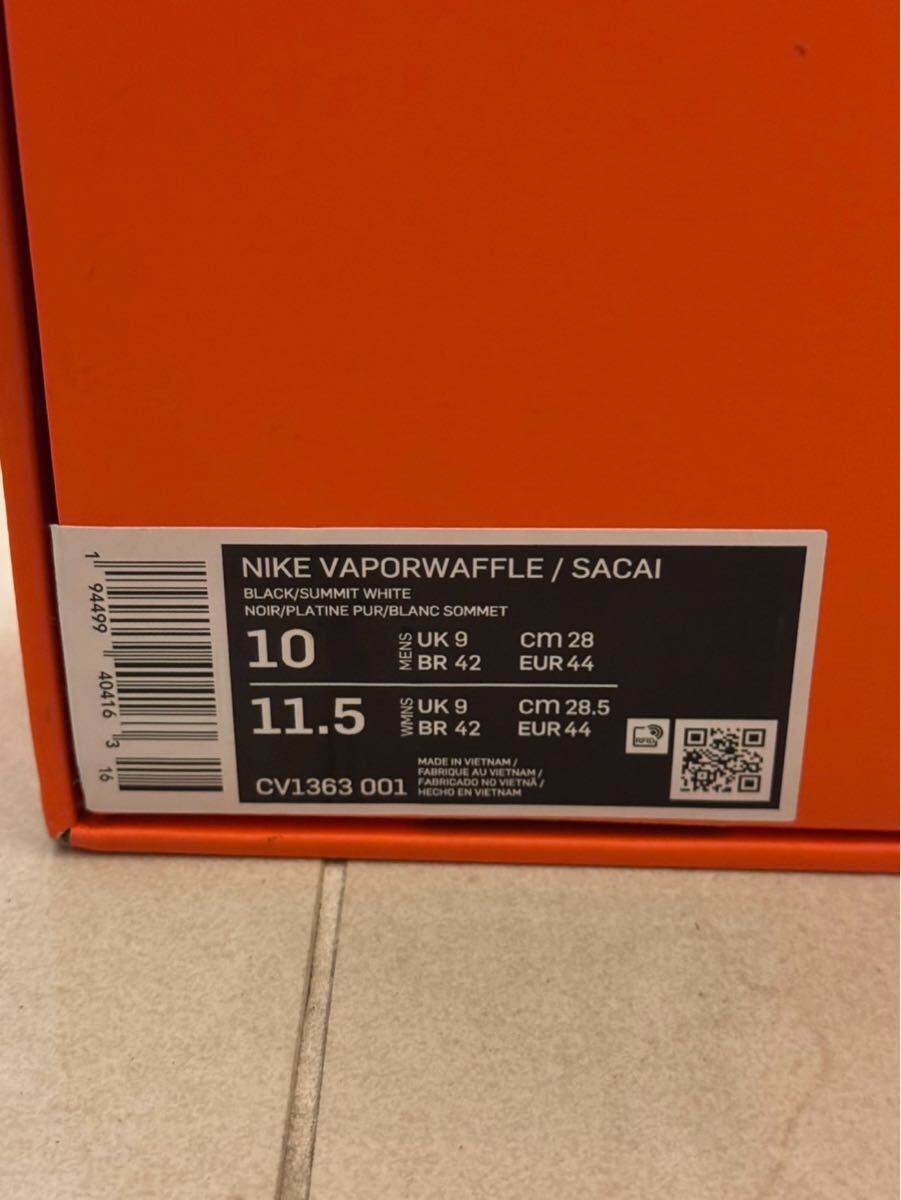 NIKE VAPORWAFFLE / SACAI
BLACK/SUMMIT WHITE
NOIR/PLATINE PUR/BLANC SOMMET
10 MENS UK 9 cm 28
BR 42 EUR 44
11.5 WMNS UK 9 cm 28.5
BR 42 EUR 44
CV1363 001
MADE IN VIETNAM /
FABRIQUE AU VIETNAM /
FABRICADO NO VIETNÃ /
HECHO EN VIETNAM
RFID
1 94499 40416 3 16